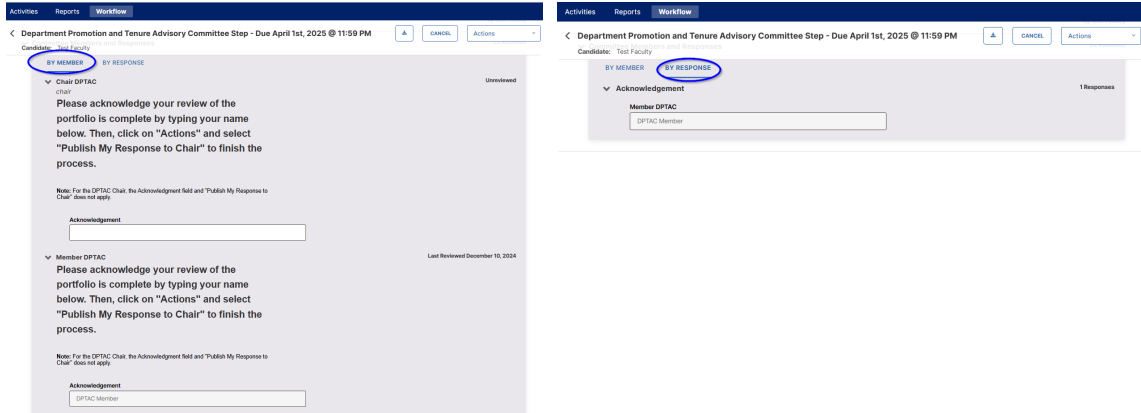 Activities Reports Workflow
Department Promotion and Tenure Advisory Committee Step - Due April 1st, 2025 @ 11:59 PM
CANCEL
Actions
Candidate: Test Faculty
BY MEMBER BY RESPONSE
Chair DPTAC
Unreviewed
chair
Please acknowledge your review of the
portfolio is complete by typing your name
below. Then, click on "Actions" and select
"Publish My Response to Chair" to finish the
process.
Note: For the DPTAC Chair, the Acknowledgment field and "Publish My Response to
Chair" does not apply.
Acknowledgement
Member DPTAC
Last Reviewed December 10, 2024
Please acknowledge your review of the
portfolio is complete by typing your name
below. Then, click on "Actions" and select
"Publish My Response to Chair" to finish the
process.
Note: For the DPTAC Chair, the Acknowledgment field and "Publish My Response to
Chair" does not apply.
Acknowledgement
DPTAC Member
Activities Reports Workflow
Department Promotion and Tenure Advisory Committee Step - Due April 1st, 2025 @ 11:59 PM
CANCEL
Actions
Committee Members and Responses
Candidate: Test Faculty
BY MEMBER BY RESPONSE
Acknowledgement
1 Responses
Member DPTAC
DPTAC Member